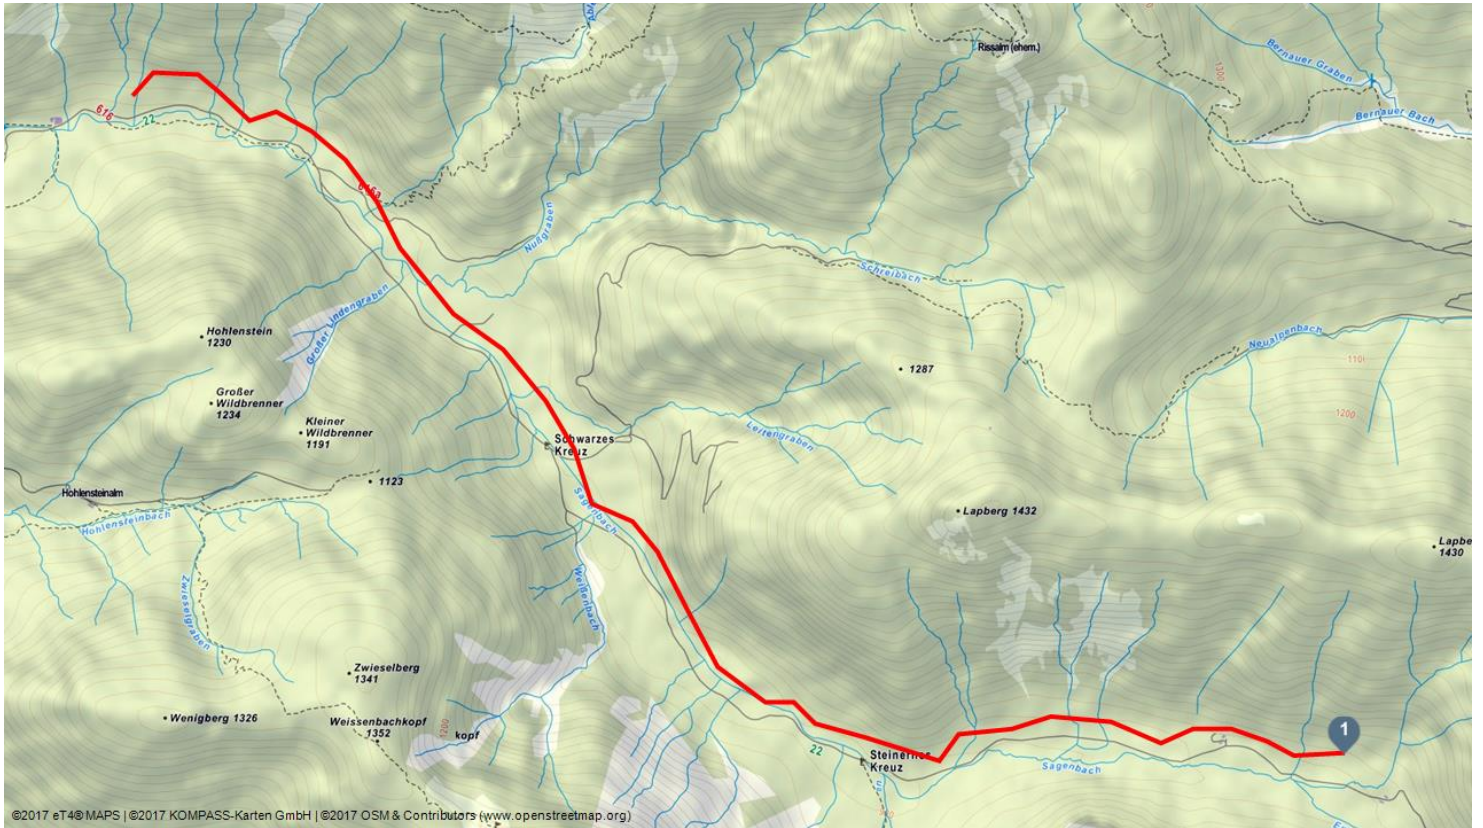 Rissalm (ehem.)
Bernauer Graben
1300
Bernauer Bach
616
22
616a
Nußgraben
Schreibach
Großer Lindengraben
Hohlenstein
1230
Neualpenbach
1287
Großer
Wildbrenner
1234
Kleiner
Wildbrenner
1191
1200
Leitengraben
Schwarzes
Kreuz
1123
Hohlensteinalm
Sagenbach
Hohlensteinbach
Lapberg 1432
1430
Weißenbach
Zwieselgraben
Zwieselberg
1341
Wenigberg 1326
Weissenbachkopf
1352
1200
kopf
1
22
Steinernes
Kreuz
Sagenbach
©2017 eT4® MAPS | ©2017 KOMPASS-Karten GmbH | ©2017 OSM & Contributors (www.openstreetmap.org)